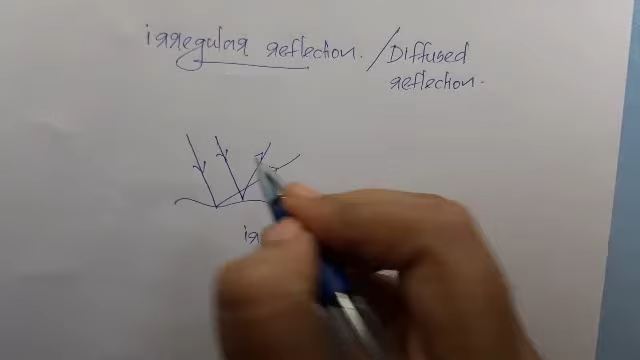 irregular reflection. / Diffused
reflection.